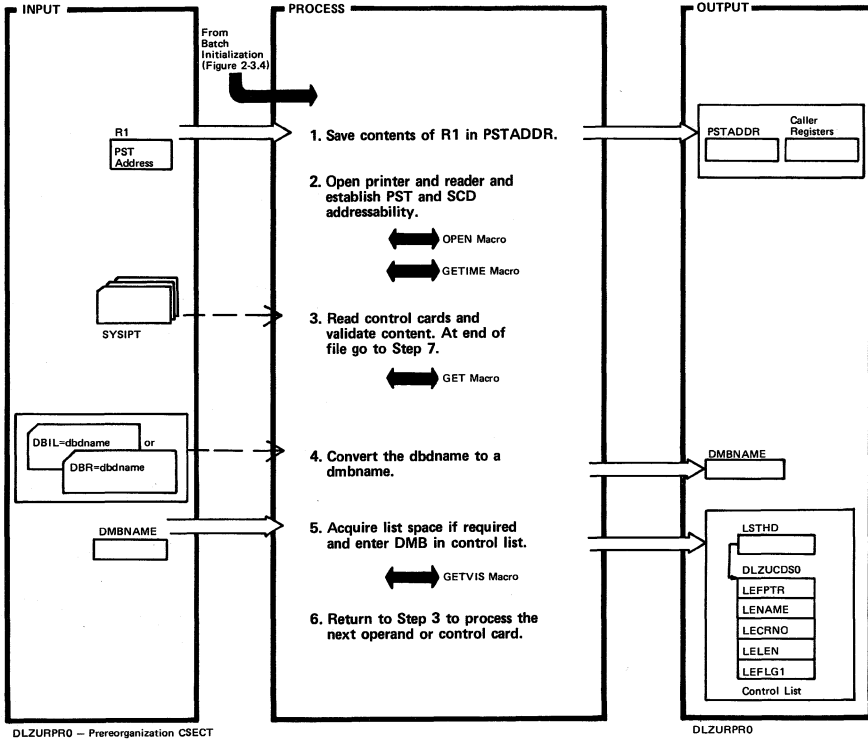 INPUT
PROCESS
OUTPUT
From
Batch
Initialization
(Figure 2-3.4)
R1
PST
Address
1. Save contents of R1 in PSTADDR.
PSTADDR
Caller
Registers
2. Open printer and reader and
establish PST and SCD
addressability.
OPEN Macro
GETIME Macro
SYSIPT
3. Read control cards and
validate content. At end of
file go to Step 7.
GET Macro
DBIL=dbdname
or
DBR=dbdname
4. Convert the dbdname to a
dmbname.
DMBNAME
DMBNAME
5. Acquire list space if required
and enter DMB in control list.
GETVIS Macro
LSTHD
DLZUCDS0
LEFPTR
LENAME
LECRNO
LELEN
LEFLG1
Control List
6. Return to Step 3 to process the
next operand or control card.
DLZURPR0 — Prereorganization CSECT
DLZURPR0